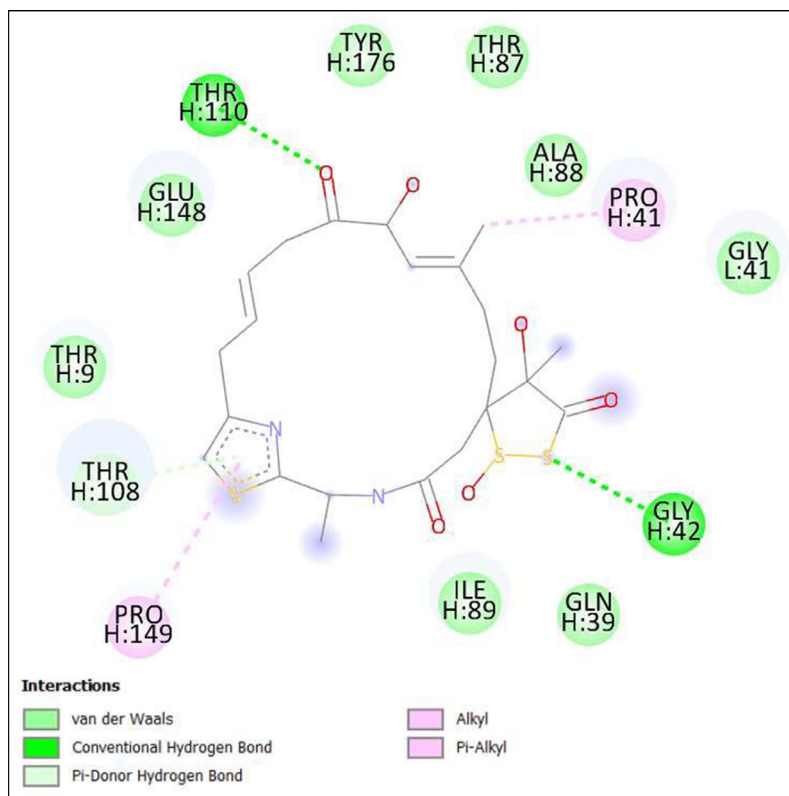 TYR
H:176
THR
H:87
THR
H:110
O
O
ALA
H:88
GLU
H:148
PRO
H:41
GLY
L:41
O
THR
H:9
O
N
THR
H:108
S
S
S
O
N
O
GLY
H:42
ILE
H:89
GLN
H:39
PRO
H:149
Interactions
van der Waals
Conventional Hydrogen Bond
Pi-Donor Hydrogen Bond
Alkyl
Pi-Alkyl